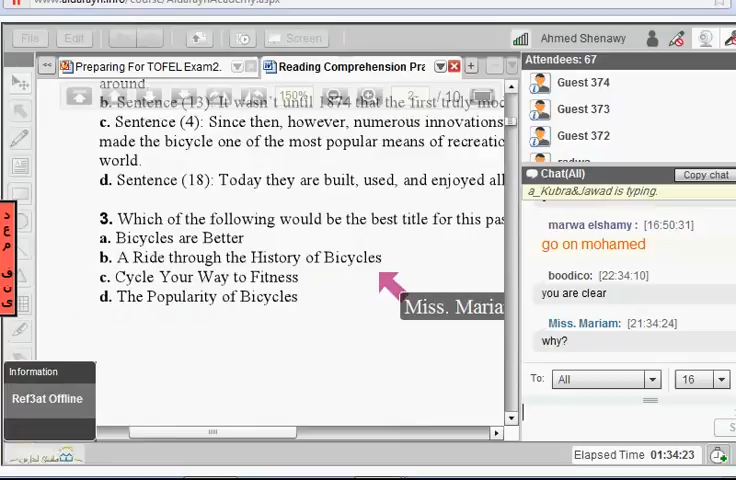 File
Edit
Screen
Ahmed Shenawy
<< Preparing For TOFEL Exam2. Reading Comprehension Pra
Attendees: 67
around
150% 2 / 10
b. Sentence (13): It wasn't until 1874 that the first truly mod
c. Sentence (4): Since then, however, numerous innovations
made the bicycle one of the most popular means of recreatio
world.
d. Sentence (18): Today they are built, used, and enjoyed all
3. Which of the following would be the best title for this pas
a. Bicycles are Better
b. A Ride through the History of Bicycles
c. Cycle Your Way to Fitness
d. The Popularity of Bicycles
Miss. Maria
Guest 374
Guest 373
Guest 372
Chat(All) Copy chat
a_Kubra&Jawad is typing.
marwa elshamy : [16:50:31]
go on mohamed
boodico: [22:34:10]
you are clear
Miss. Mariam: [21:34:24]
why?
To: All 16
Information
Ref3at Offline
Elapsed Time 01:34:23